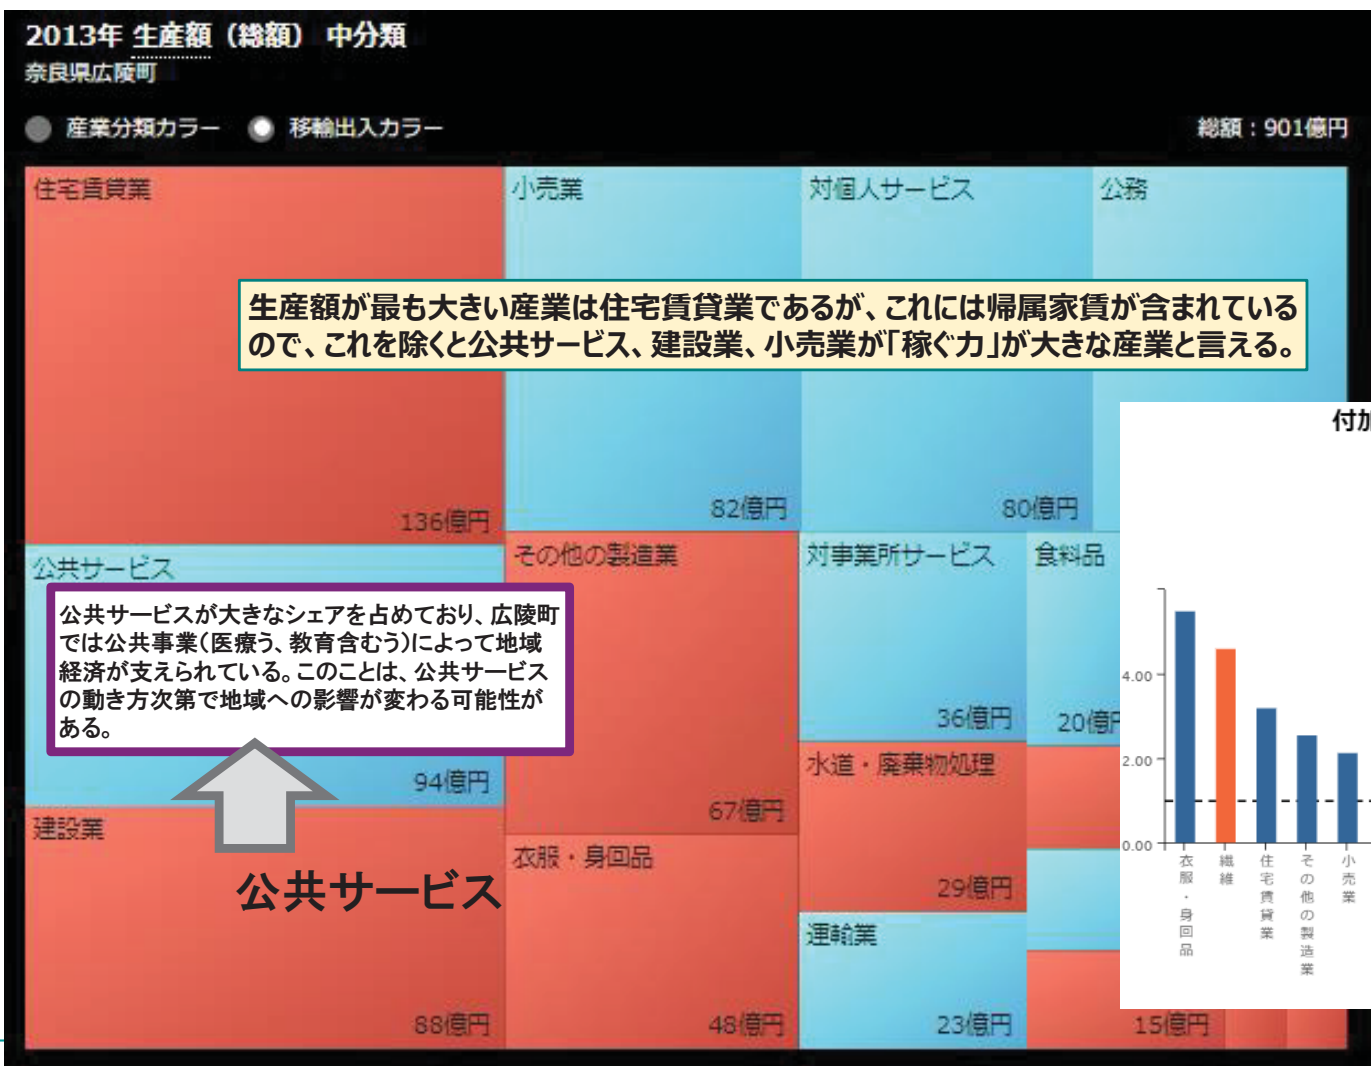 2013年 生産額（総額） 中分類
奈良県広陵町
産業分類カラー 移輸出入カラー
総額：901億円
住宅賃貸業
136億円
小売業
82億円
対個人サービス
80億円
公務
生産額が最も大きい産業は住宅賃貸業であるが、これには帰属家賃が含まれている
ので、これを除くと公共サービス、建設業、小売業が「稼ぐ力」が大きな産業と言える。
公共サービス
公共サービスが大きなシェアを占めており、広陵町
では公共事業（医療う、教育含むう）によって地域
経済が支えられている。このことは、公共サービス
の動き方次第で地域への影響が変わる可能性が
ある。
94億円
建設業
公共サービス
88億円
その他の製造業
67億円
衣服・身回品
48億円
対事業所サービス
36億円
食料品
20億円
水道・廃棄物処理
29億円
運輸業
23億円
15億円
付加
4.00
2.00
0.00
衣服・身回品
繊維
住宅賃貸業
その他の製造業
小売業